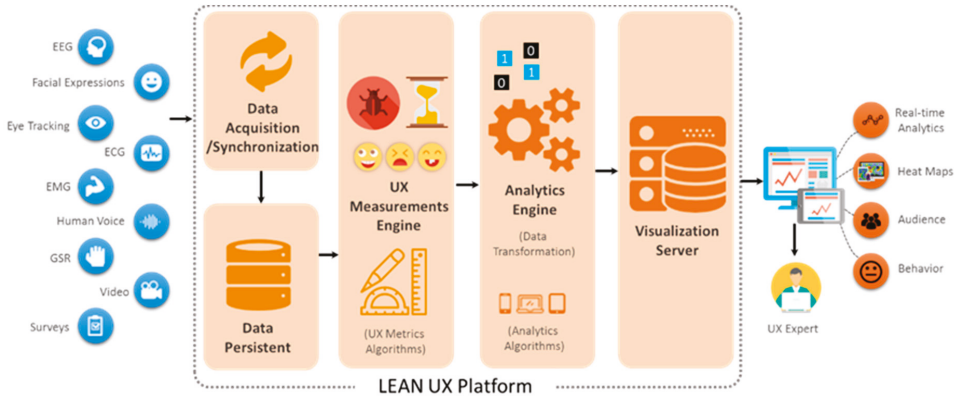 EEG
Facial Expressions
Eye Tracking
ECG
EMG
Human Voice
GSR
Video
Surveys
Data
Acquisition
/Synchronization
Data
Persistent
UX
Measurements
Engine
(UX Metrics
Algorithms)
1
0
1
0
Analytics
Engine
(Data
Transformation)
(Analytics
Algorithms)
Visualization
Server
LEAN UX Platform
UX Expert
Real-time
Analytics
Heat Maps
Audience
Behavior